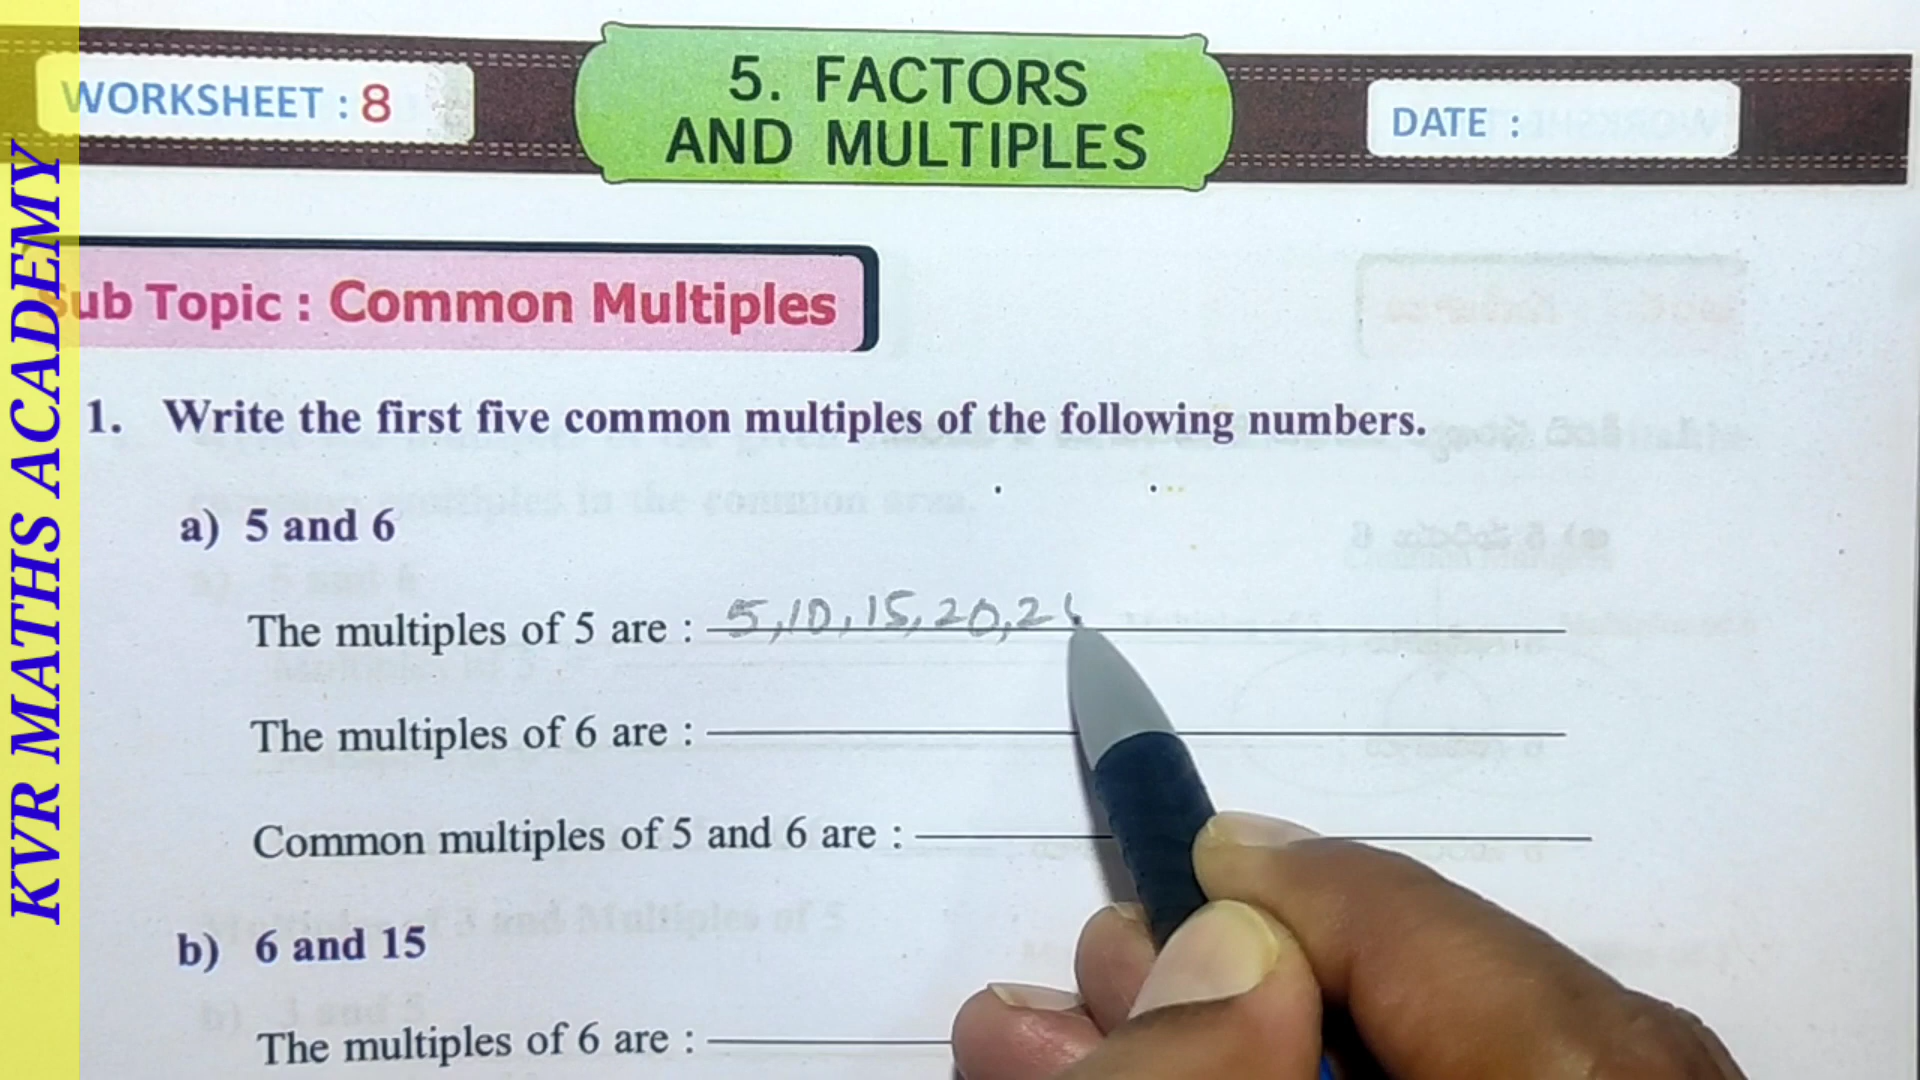 KVR MATHS ACADEMY
WORKSHEET : 8
5. FACTORS
AND MULTIPLES
DATE :
Sub Topic : Common Multiples
1. Write the first five common multiples of the following numbers.
a) 5 and 6
The multiples of 5 are : 5,10,15,20,2
The multiples of 6 are :
Common multiples of 5 and 6 are :
b) 6 and 15
The multiples of 6 are :